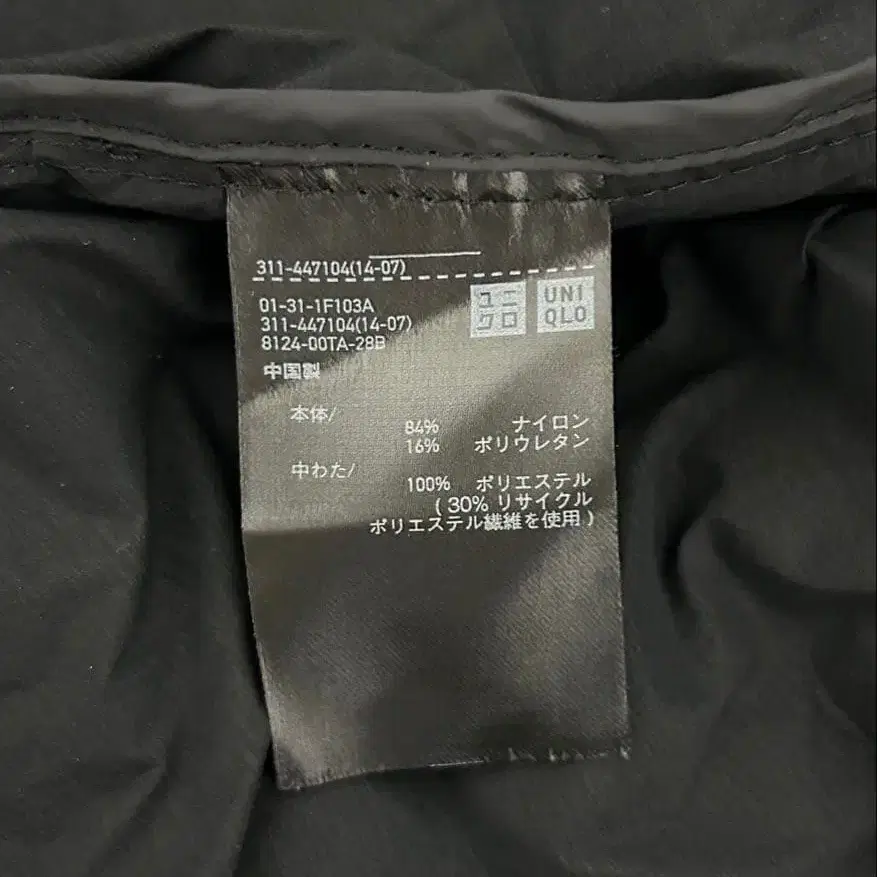 311-447104(14-07)
ユニ
クロ
UNI
QLO
01-31-1F103A
311-447104(14-07)
8124-00TA-28B
中国製
本体/
84% ナイロン
16% ポリウレタン
中わた/
100% ポリエステル
( 30% リサイクル
ポリエステル繊維を使用 )